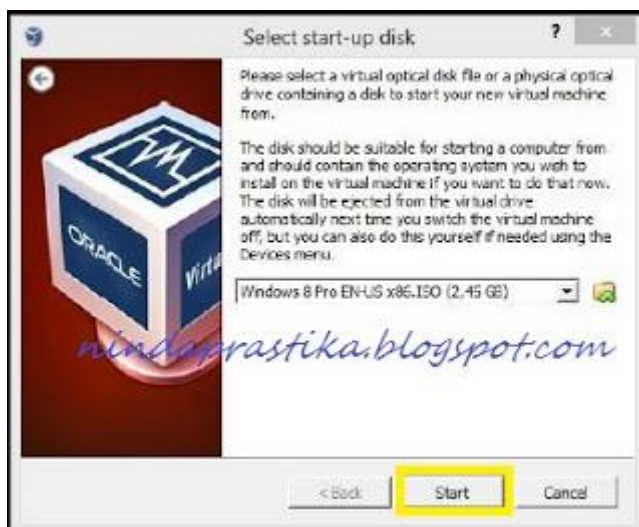 Select start-up disk
?
Please select a virtual optical disk file or a physical optical
drive containing a disk to start your new virtual machine
from.
The disk should be suitable for starting a computer from
and should contain the operating system you wish to
install on the virtual machine if you want to do that now.
The disk will be ejected from the virtual drive
automatically next time you switch the virtual machine
off, but you can also do this yourself if needed using the
Devices menu.
ORACLE
Virtu
Windows 8 Pro EN-US x86.ISO (2,45 GB)
nindaprastika.blogspot.com
< Back
Start
Cancel